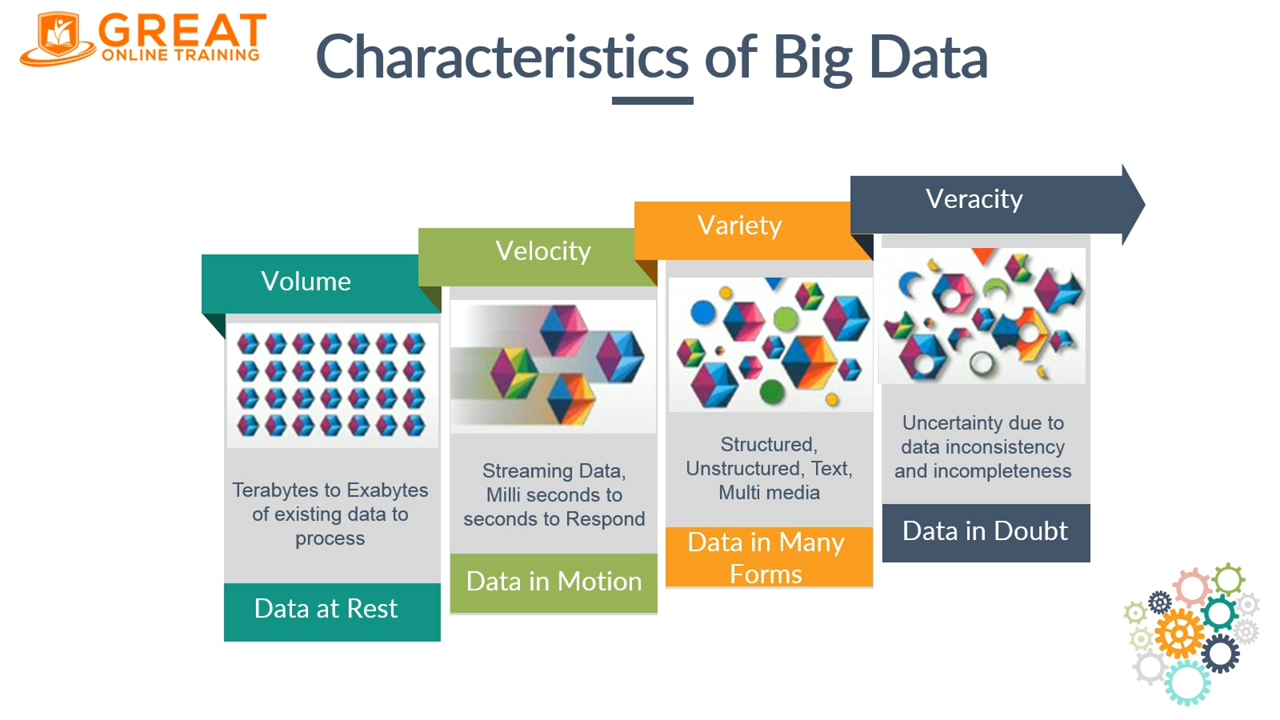 GREAT
ONLINE TRAINING
Characteristics of Big Data
Volume
Terabytes to Exabytes
of existing data to
process
Data at Rest
Velocity
Streaming Data,
Milli seconds to
seconds to Respond
Data in Motion
Variety
Structured,
Unstructured, Text,
Multi media
Data in Many
Forms
Veracity
Uncertainty due to
data inconsistency
and incompleteness
Data in Doubt